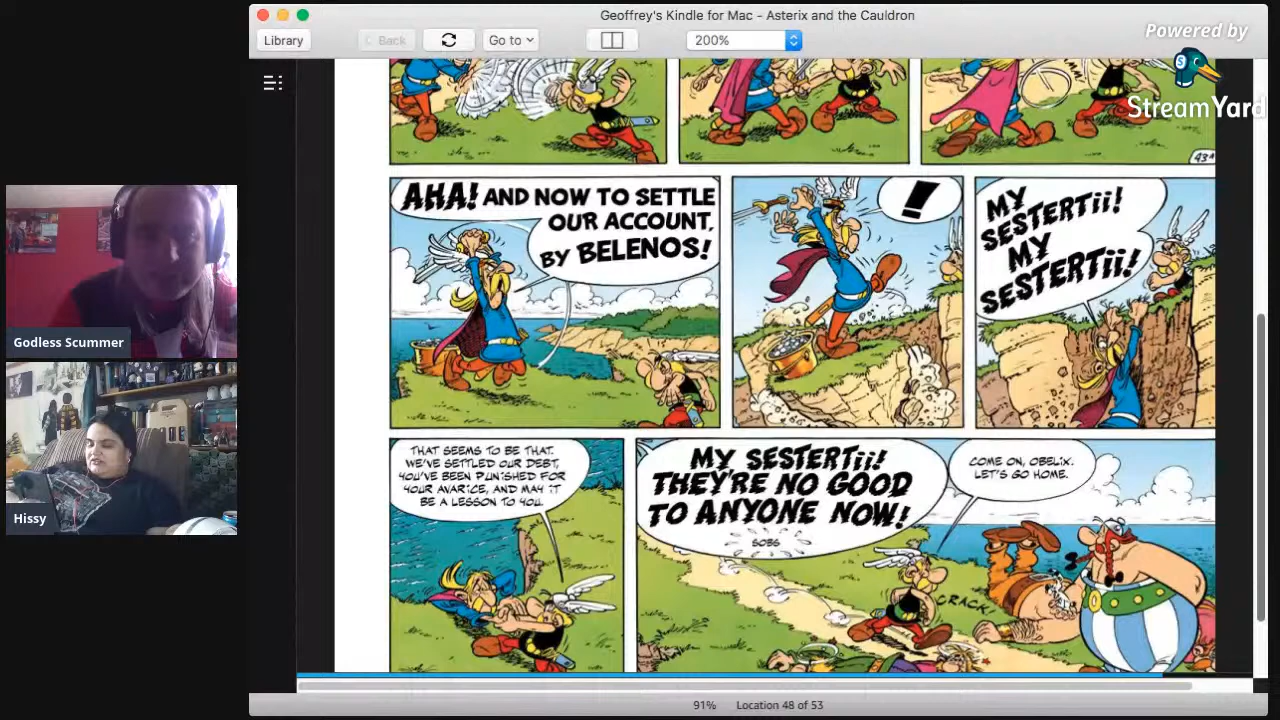 Geoffrey's Kindle for Mac - Asterix and the Cauldron
Library
Back
Go to
200%
Powered by
S
StreamYard
43A
AHA! AND NOW TO SETTLE
OUR ACCOUNT,
BY BELENOS!
!
MY
SESTERTii!
MY
SESTERTii!
THAT SEEMS TO BE THAT.
WE'VE SETTLED OUR DEBT,
YOU'VE BEEN PUNISHED FOR
YOUR AVARICE, AND MAY IT
BE A LESSON TO YOU.
MY SESTERTii!
THEY'RE NO GOOD
TO ANYONE NOW!
SOBS
COME ON, OBELIX.
LET'S GO HOME.
CRACK!
Godless Scummer
Hissy
91%
Location 48 of 53